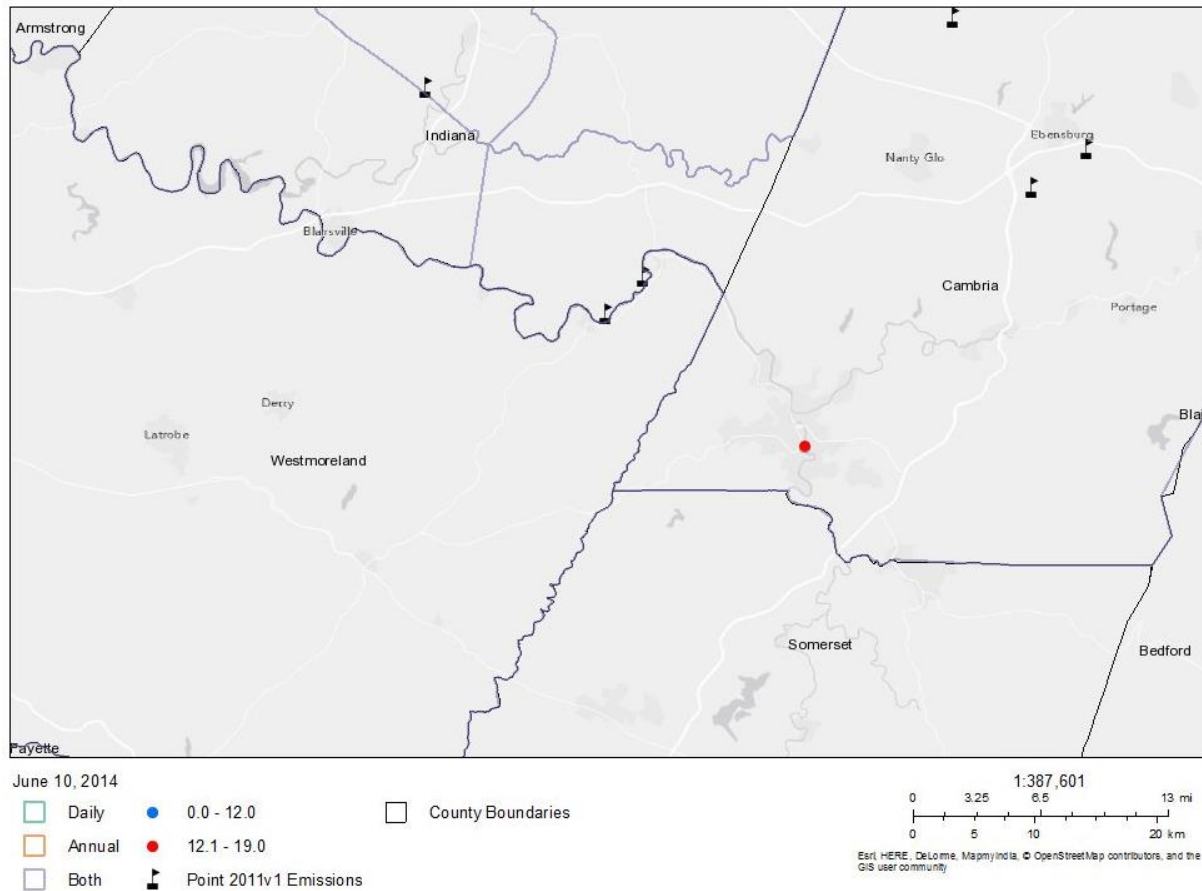 Armstrong
Indiana
Ebensburg
Nanty Glo
Blairsville
Cambria
Portage
Derry
Latrobe
Westmoreland
Bla
Somerset
Bedford
Fayette
June 10, 2014
Daily
Annual
Both
0.0 - 12.0
12.1 - 19.0
Point 2011v1 Emissions
County Boundaries
1:387,601
0 3.25 6.5 13 mi
0 5 10 20 km
Esri, HERE, DeLorme, MapmyIndia, © OpenStreetMap contributors, and the
GIS user community